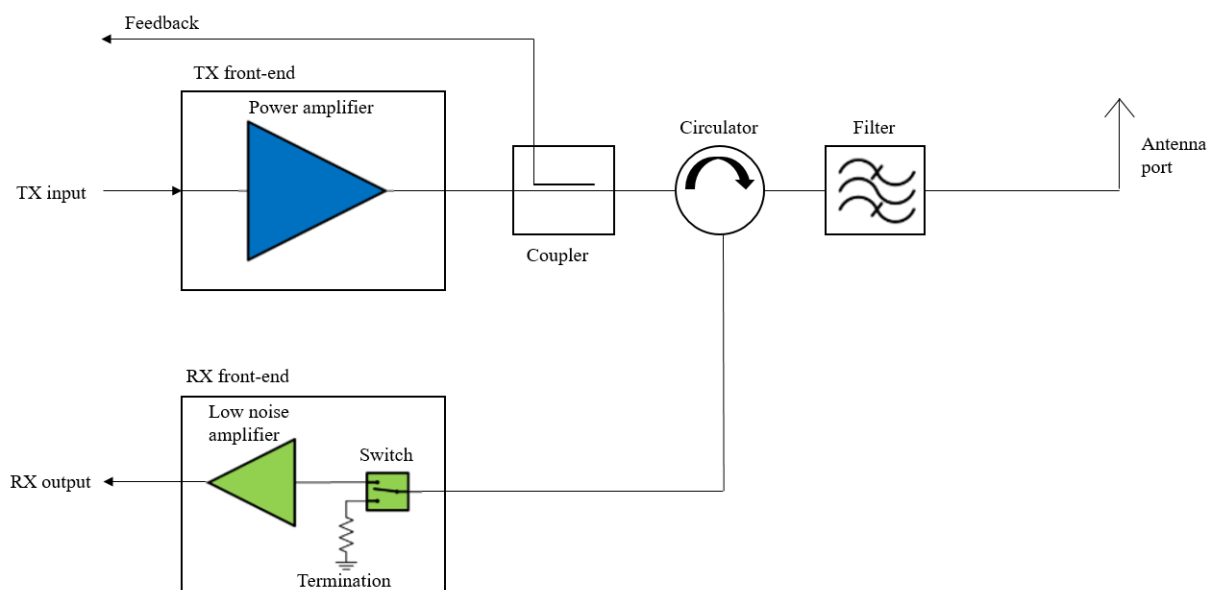 Feedback
TX front-end
Power amplifier
Circulator
Filter
Antenna
port
TX input
Coupler
RX front-end
Low noise
amplifier
Switch
RX output
Termination